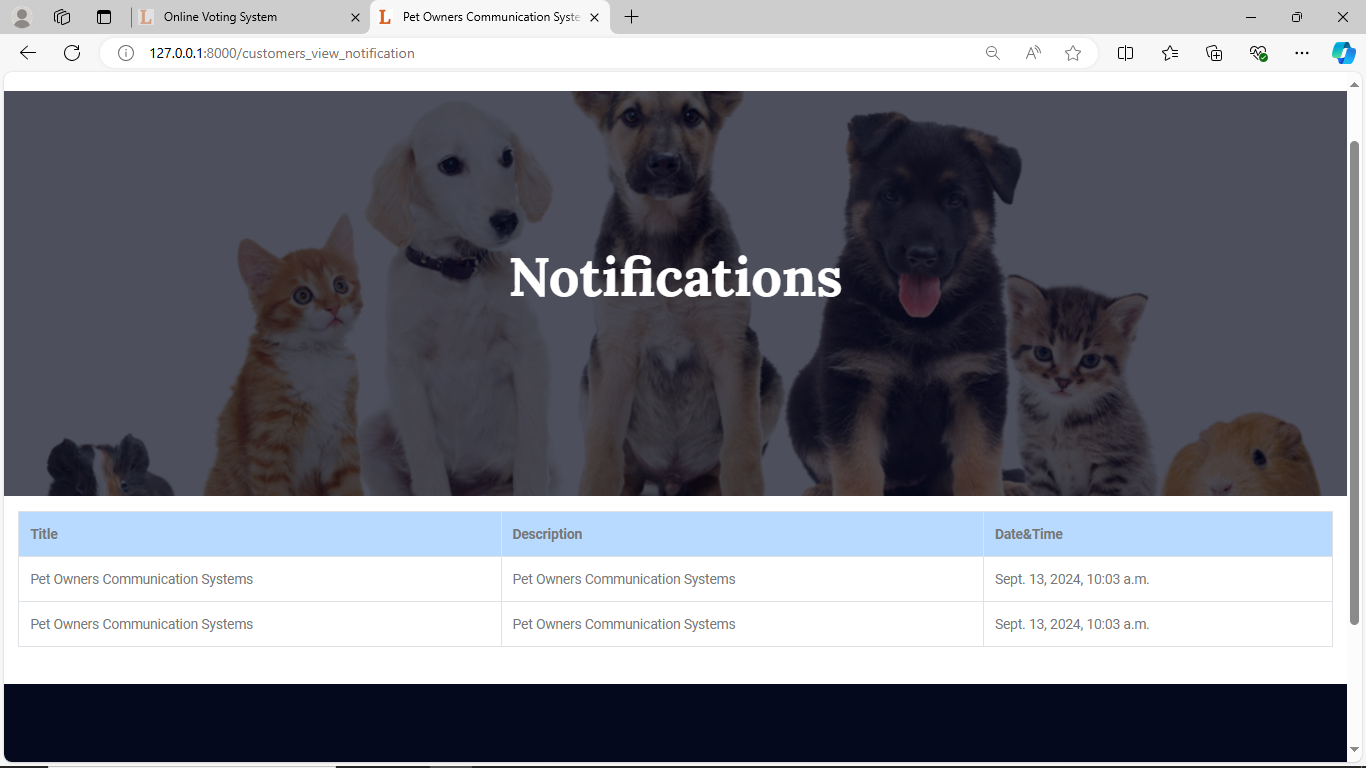 Online Voting System
Pet Owners Communication Syste
127.0.0.1:8000/customers_view_notification
Notifications
Title Description Date&Time
Pet Owners Communication Systems Pet Owners Communication Systems Sept. 13, 2024, 10:03 a.m.
Pet Owners Communication Systems Pet Owners Communication Systems Sept. 13, 2024, 10:03 a.m.